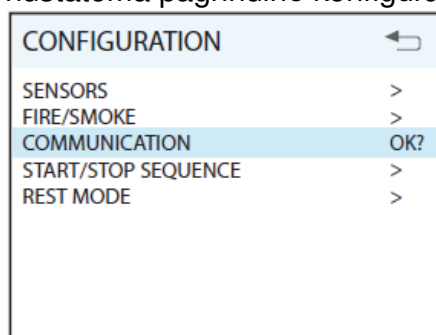 CONFIGURATION
SENSORS >
FIRE/SMOKE >
COMMUNICATION OK?
START/STOP SEQUENCE >
REST MODE >